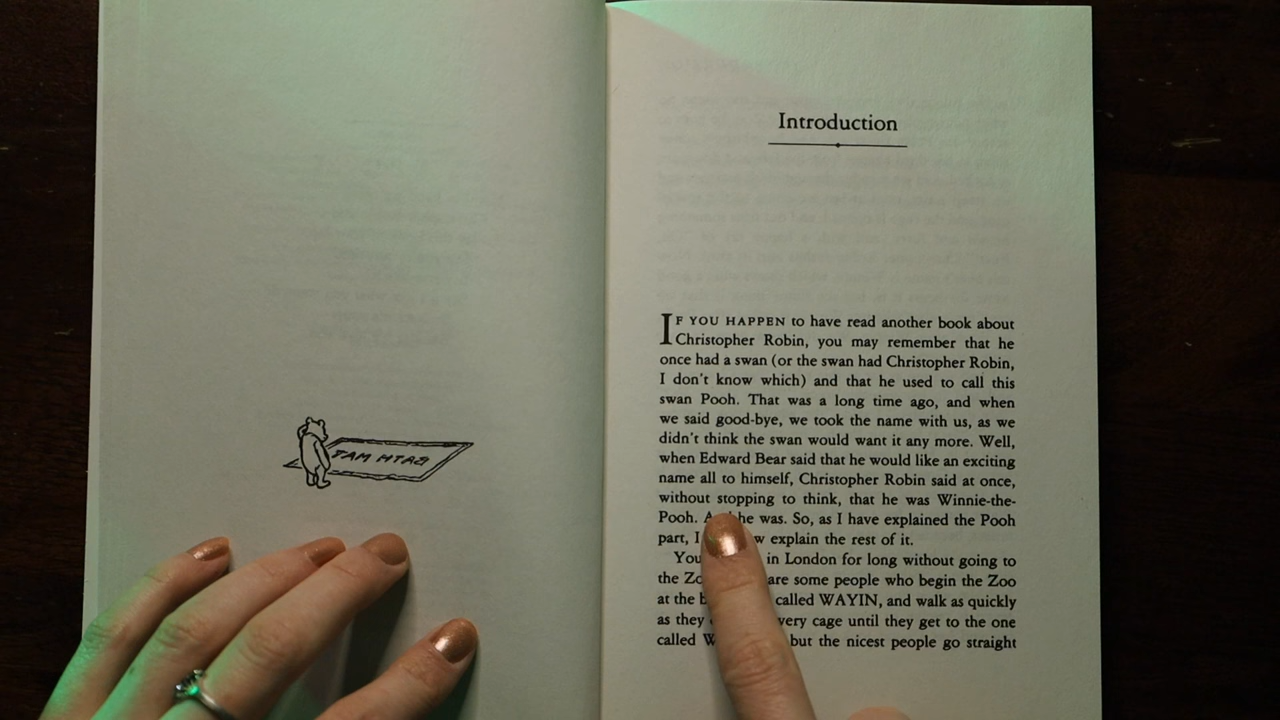 BATH MAT
Introduction
IF YOU HAPPEN to have read another book about
Christopher Robin, you may remember that he
once had a swan (or the swan had Christopher Robin,
I don't know which) and that he used to call this
swan Pooh. That was a long time ago, and when
we said good-bye, we took the name with us, as we
didn't think the swan would want it any more. Well,
when Edward Bear said that he would like an exciting
name all to himself, Christopher Robin said at once,
without stopping to think, that he was Winnie-the-
Pooh. he was. So, as I have explained the Pooh
part, I explain the rest of it.
You in London for long without going to
the are some people who begin the Zoo
at the called WAYIN, and walk as quickly
as they cage until they get to the one
called but the nicest people go straight